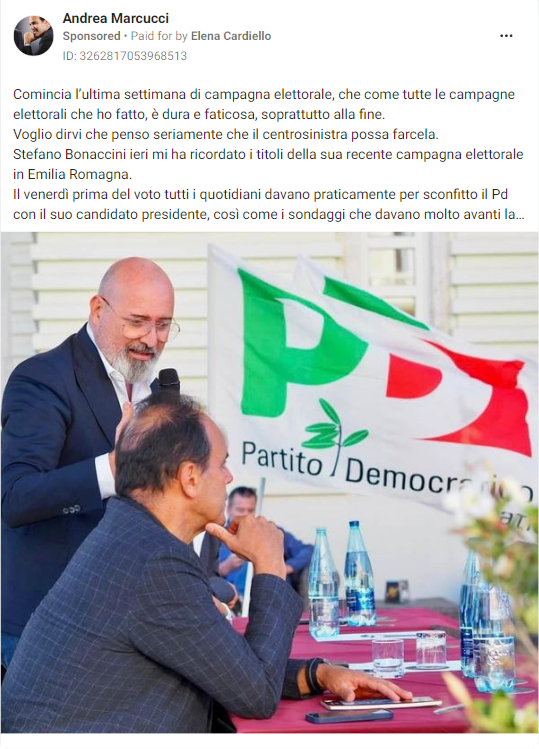 Andrea Marcucci
Sponsored • Paid for by Elena Cardiello
ID: 3262817053968513
Comincia l'ultima settimana di campagna elettorale, che come tutte le campagne
elettorali che ho fatto, è dura e faticosa, soprattutto alla fine.
Voglio dirvi che penso seriamente che il centrosinistra possa farcela.
Stefano Bonaccini ieri mi ha ricordato i titoli della sua recente campagna elettorale
in Emilia Romagna.
Il venerdì prima del voto tutti i quotidiani davano praticamente per sconfitto il Pd
con il suo candidato presidente, così come i sondaggi che davano molto avanti la...
PD
Partito Democratico